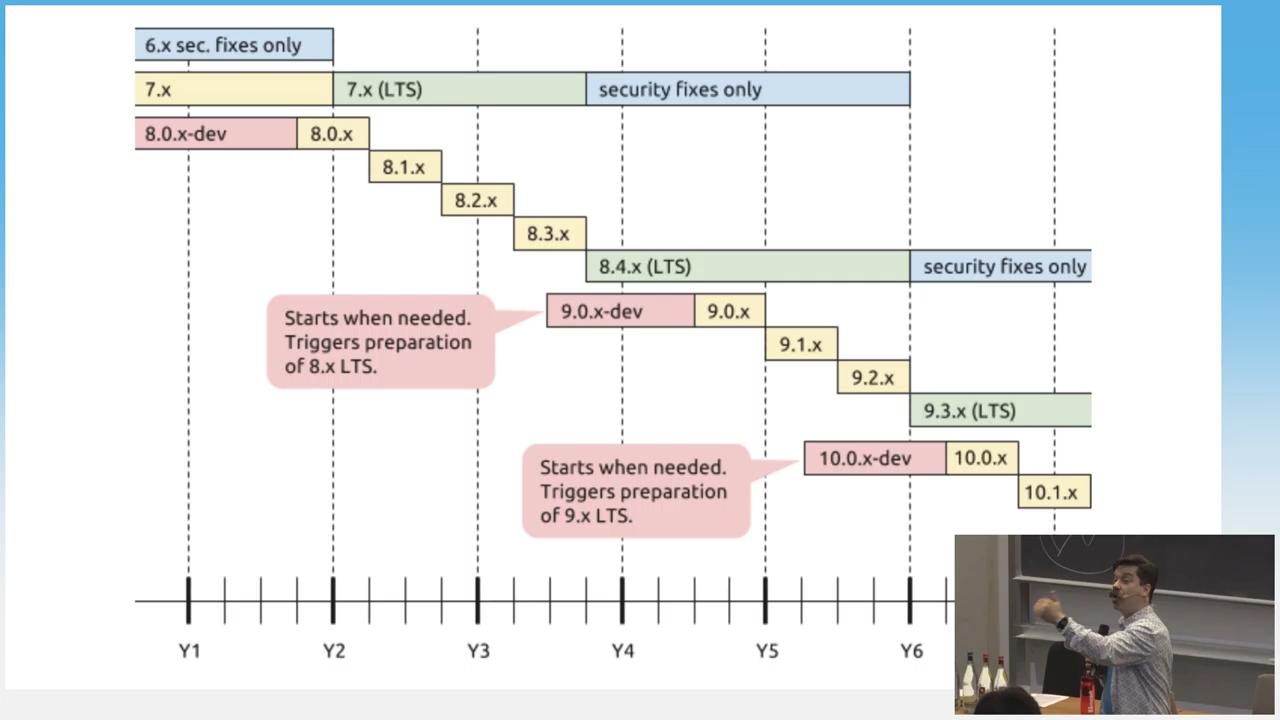 6.x sec. fixes only
7.x
7.x (LTS)
security fixes only
8.0.x-dev
8.0.x
8.1.x
8.2.x
8.3.x
8.4.x (LTS)
security fixes only
Starts when needed.
Triggers preparation
of 8.x LTS.
9.0.x-dev
9.0.x
9.1.x
9.2.x
9.3.x (LTS)
Starts when needed.
Triggers preparation
of 9.x LTS.
10.0.x-dev
10.0.x
10.1.x
Y1
Y2
Y3
Y4
Y5
Y6